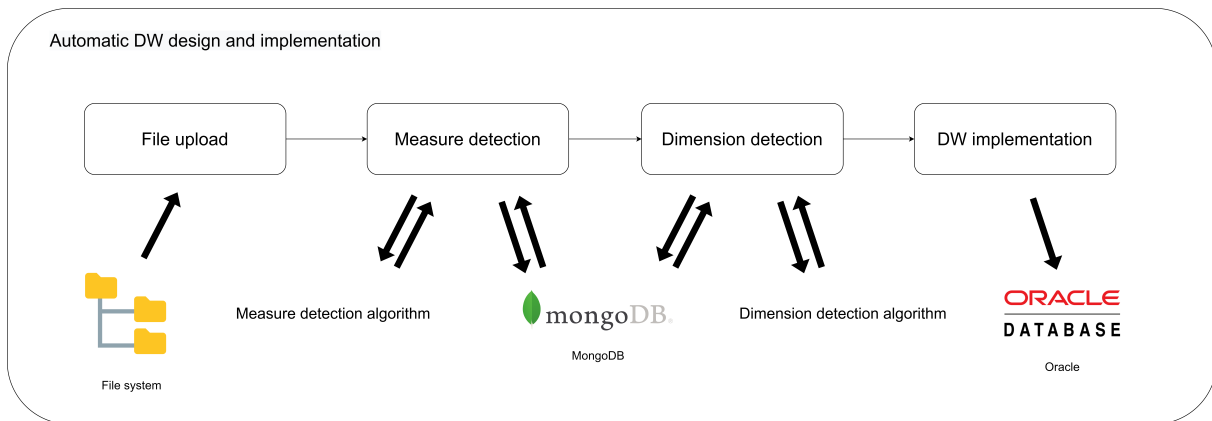 Automatic DW design and implementation
File upload
Measure detection
Dimension detection
DW implementation
Measure detection algorithm
mongoDB®
Dimension detection algorithm
ORACLE
DATABASE
MongoDB
Oracle
File system